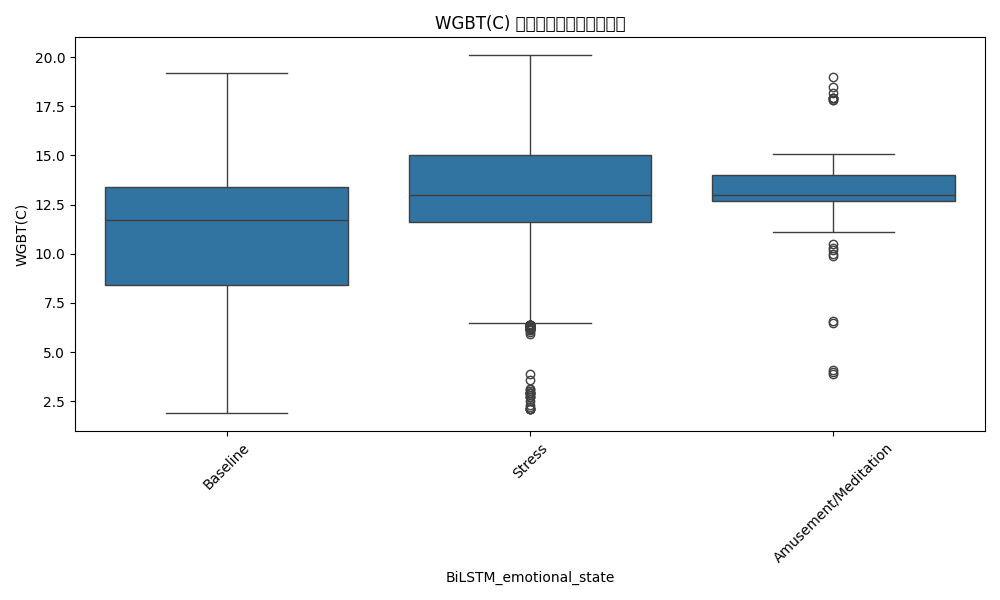 WGBT(C)
20.0
17.5
15.0
12.5
10.0
7.5
5.0
2.5
WGBT(C)
Baseline
Stress
Amusement/Meditation
BiLSTM_emotional_state